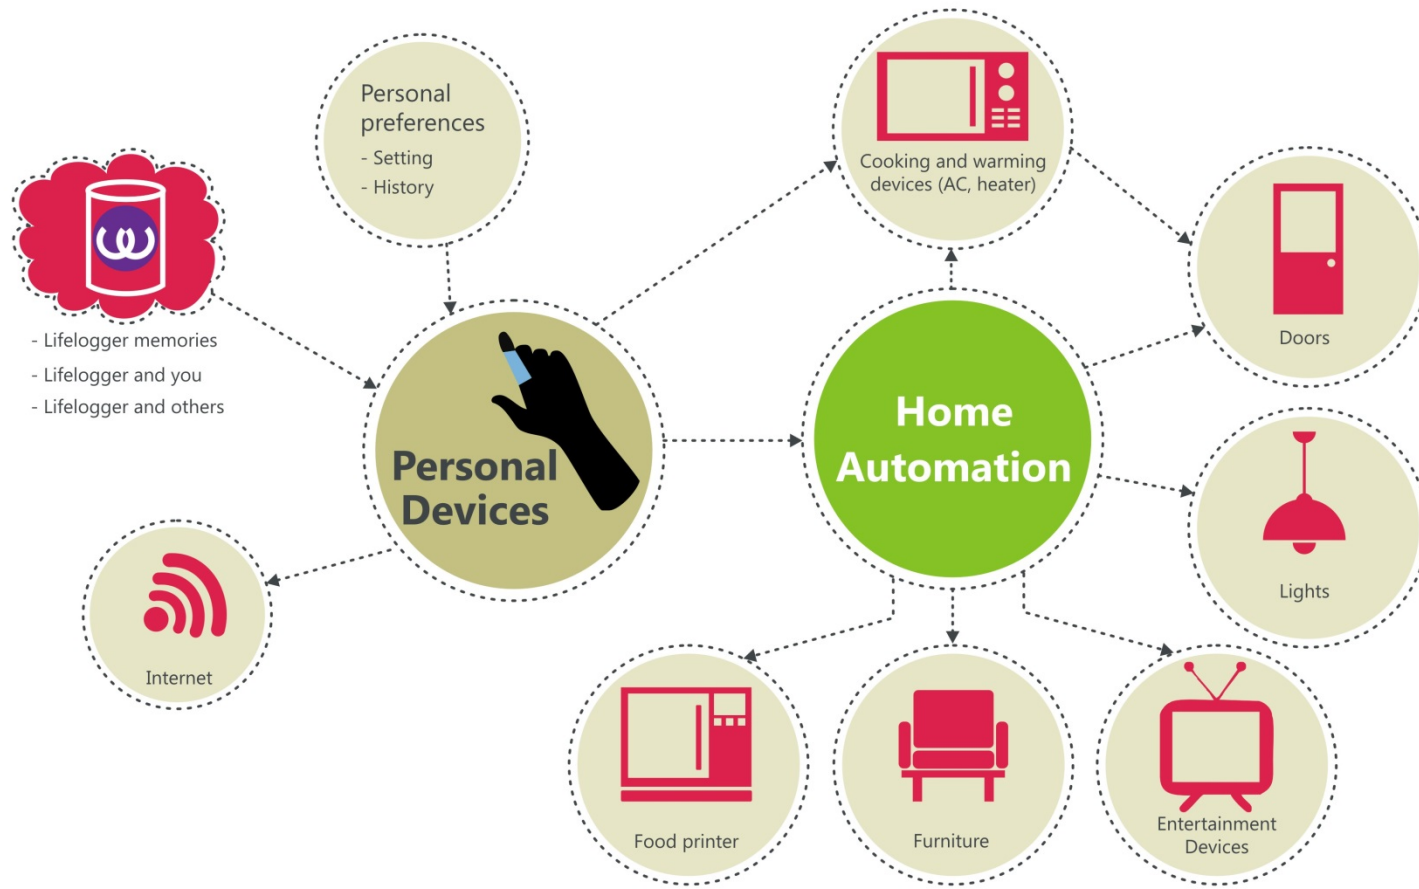 Personal
preferences
- Setting
- History
Cooking and warming
devices (AC, heater)
Doors
- Lifelogger memories
- Lifelogger and you
- Lifelogger and others
Personal
Devices
Home
Automation
Lights
Internet
Food printer
Furniture
Entertainment
Devices